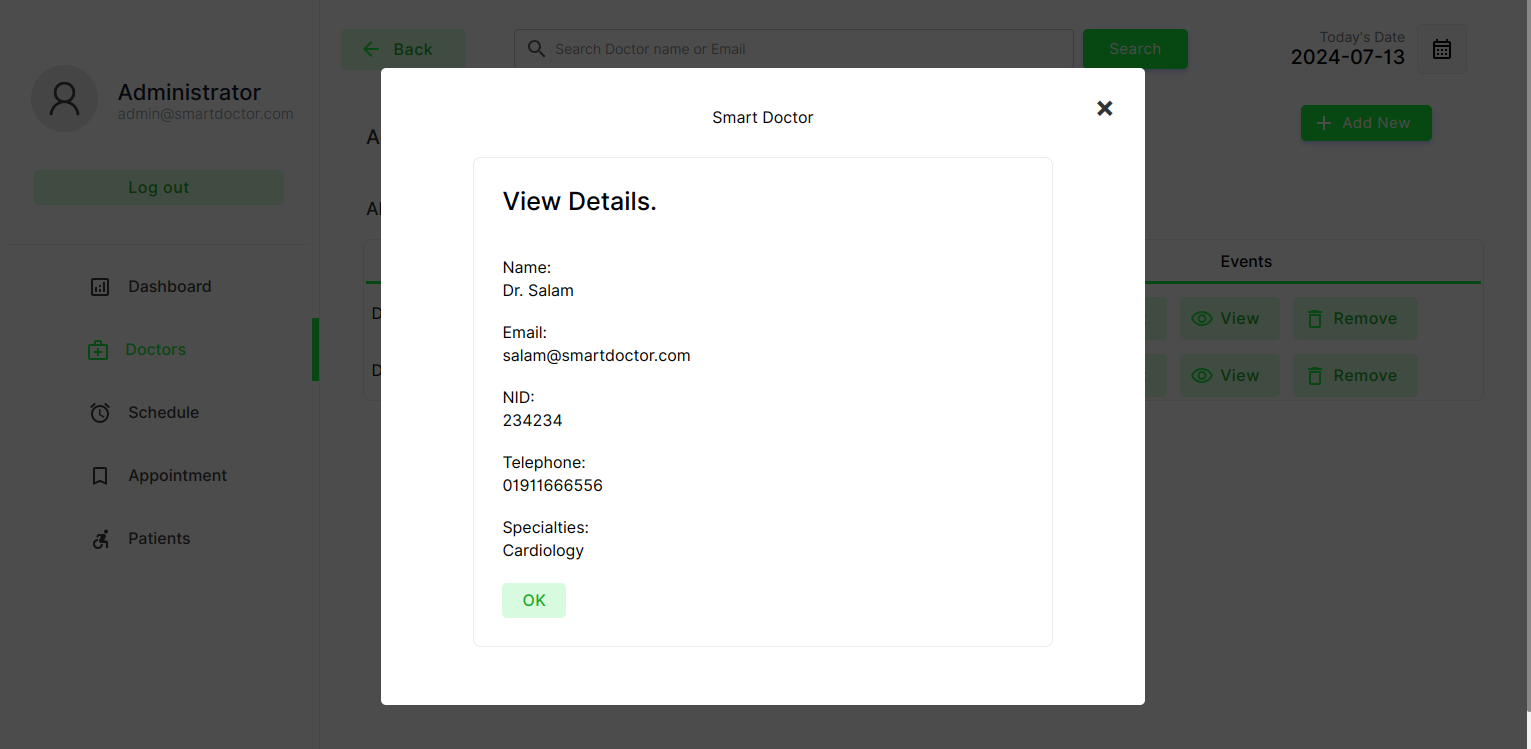 Administrator
admin@smartdoctor.com
Log out
Dashboard
Doctors
Schedule
Appointment
Patients
Back
Search Doctor name or Email
Search
Today's Date
2024-07-13
Add New
Smart Doctor
View Details.
Name:
Dr. Salam
Email:
salam@smartdoctor.com
NID:
234234
Telephone:
01911666556
Specialties:
Cardiology
OK
Events
View Remove
View Remove